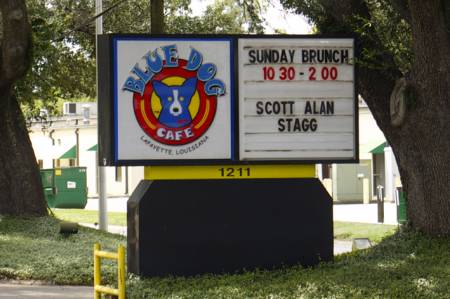 BLUE DOG
CAFE
LAFAYETTE, LOUISIANA
SUNDAY BRUNCH
10 30 - 2 00
SCOTT ALAN
STAGG
1211